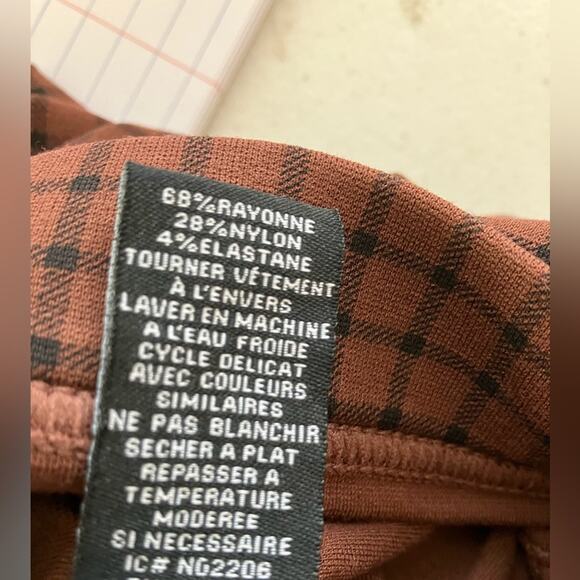 68%RAYONNE
28%NYLON
4%ELASTANE
TOURNER VÉTEMENT
À L'ENVERS
LAVER EN MACHINE
A L'EAU FROIDE
CYCLE DELICAT
AVEC COULEURS
SIMILAIRES
NE PAS BLANCHIR
SECHER A PLAT
REPASSER A
TEMPERATURE
MODEREE
SI NECESSAIRE
IC# NG2206